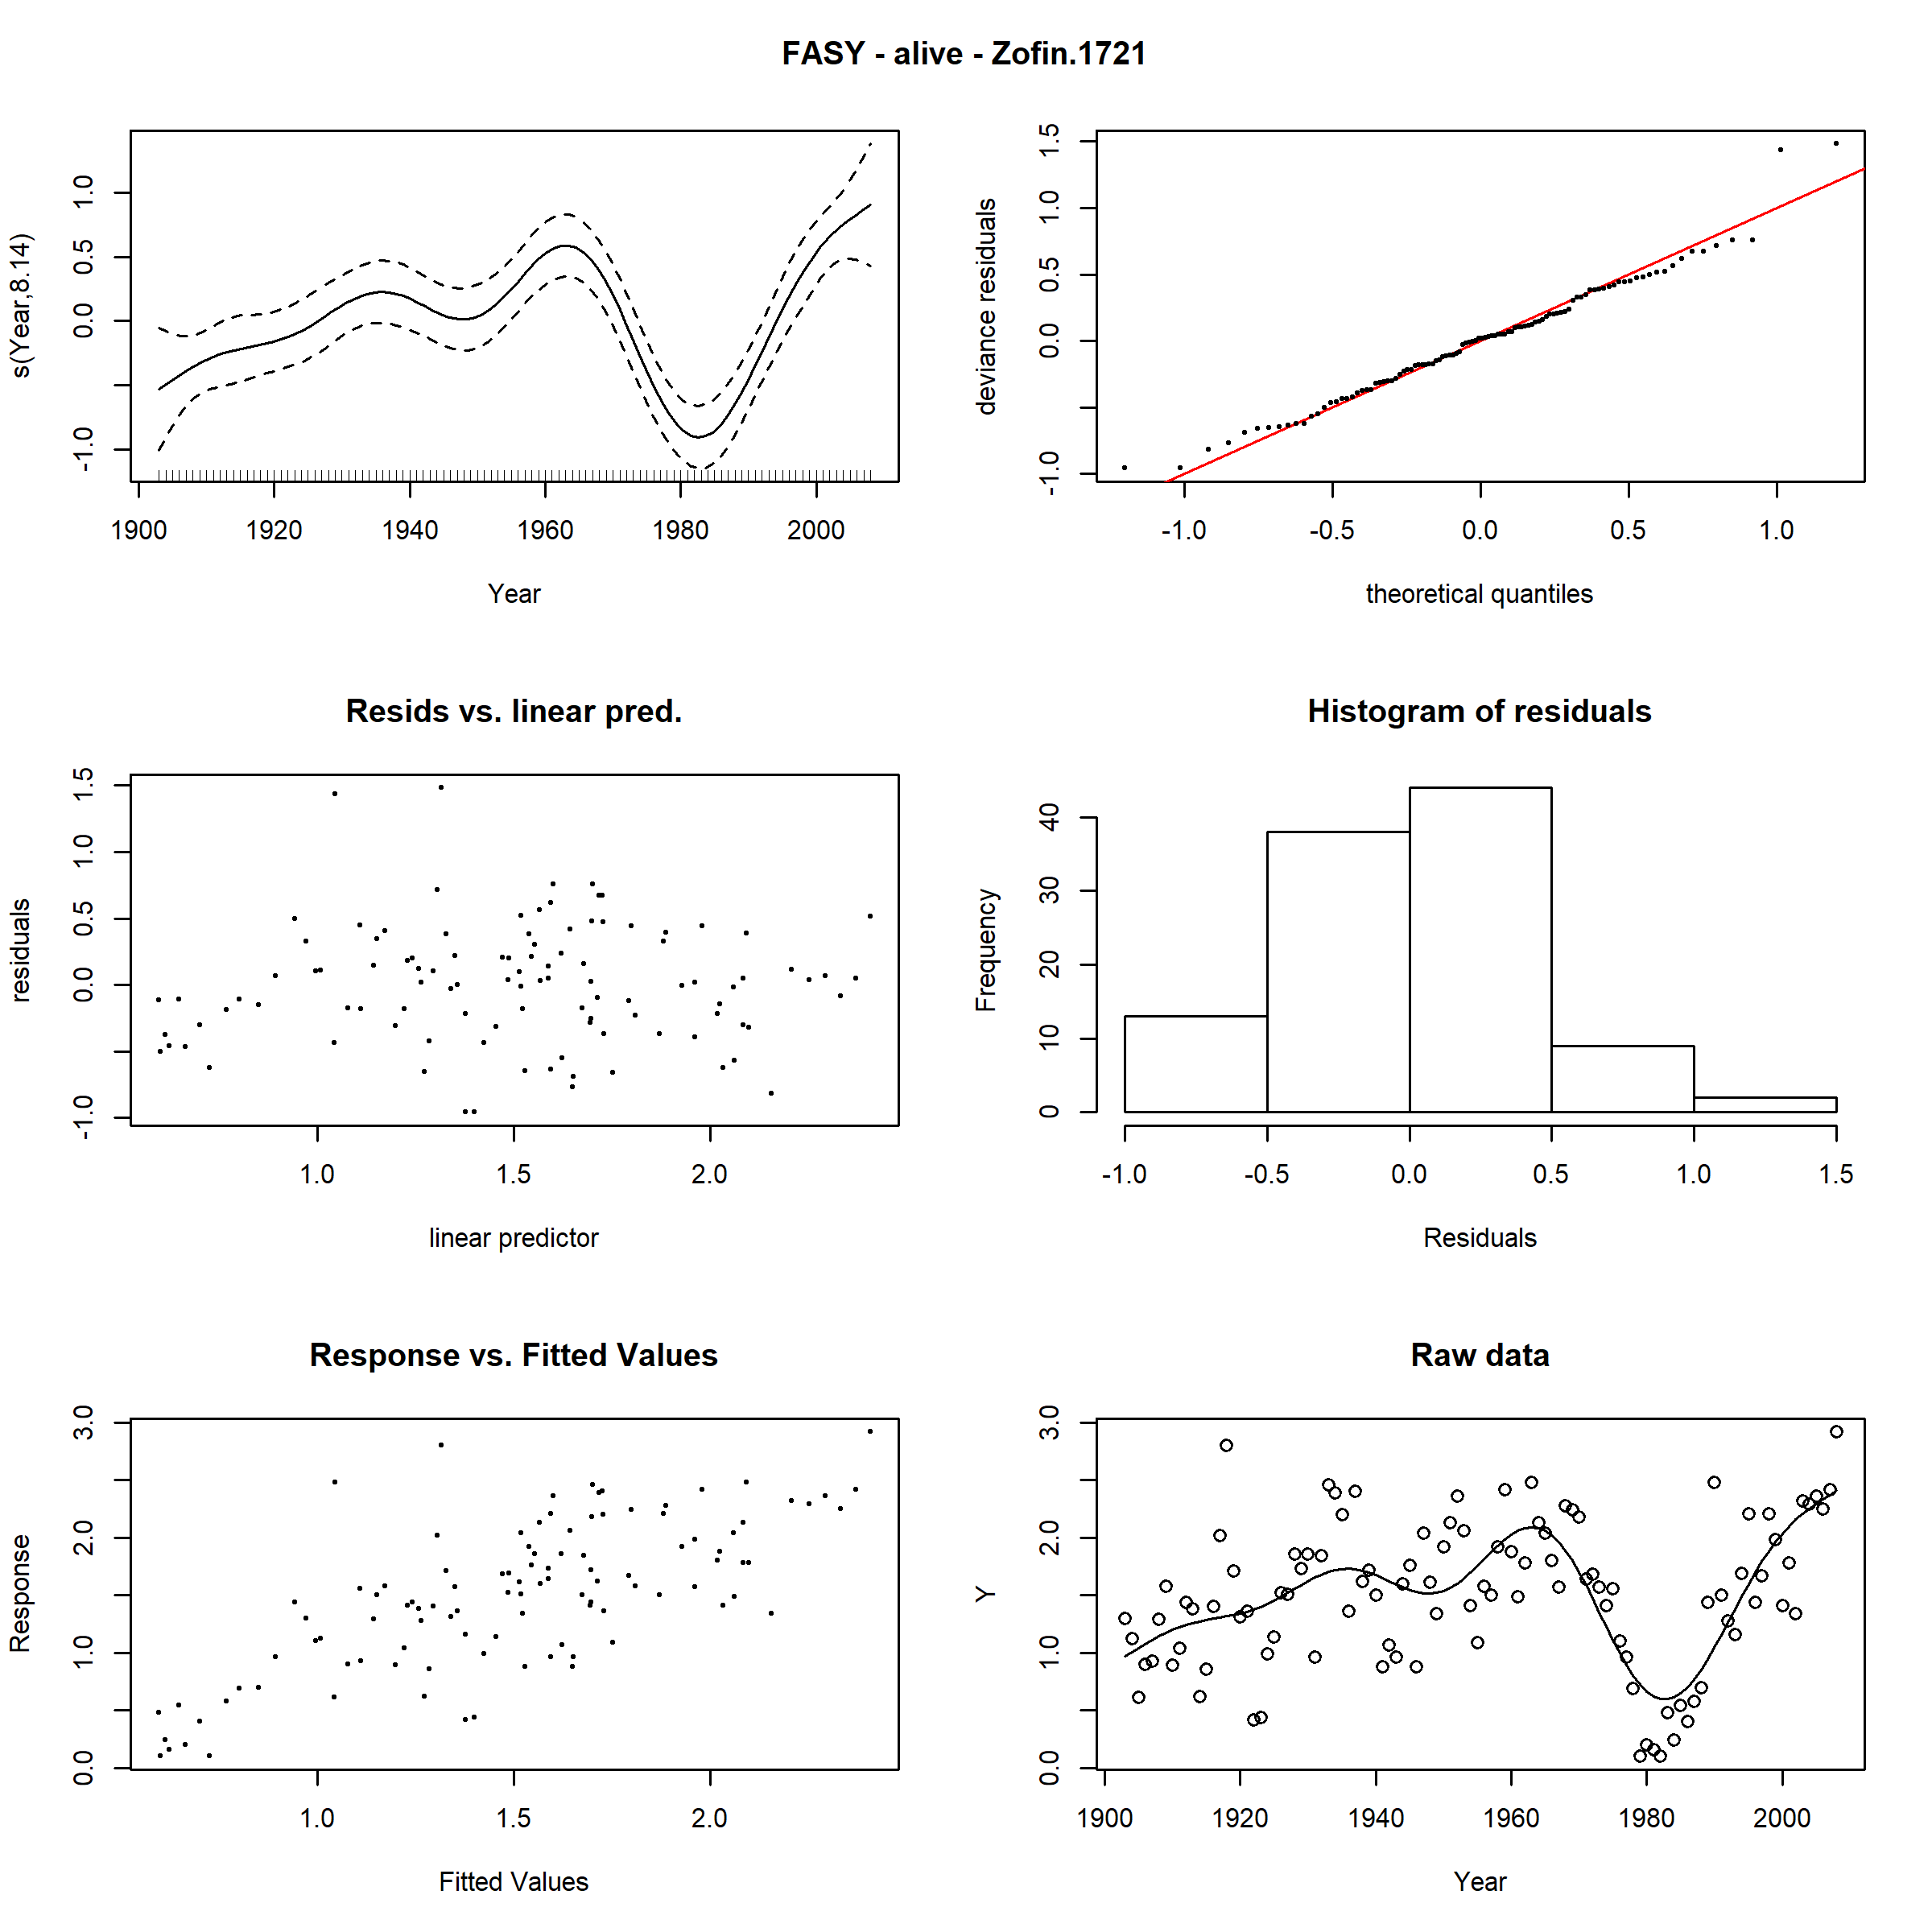 FASY - alive - Zofin.1721
s(Year,8.14)
-1.0 0.0 0.5 1.0
1900 1920 1940 1960 1980 2000
Year
deviance residuals
-1.0 0.0 0.5 1.0 1.5
-1.0 -0.5 0.0 0.5 1.0
theoretical quantiles
Resids vs. linear pred.
residuals
-1.0 0.0 0.5 1.0 1.5
1.0 1.5 2.0
linear predictor
Histogram of residuals
Frequency
0 10 20 30 40
-1.0 -0.5 0.0 0.5 1.0 1.5
Residuals
Response vs. Fitted Values
Response
0.0 1.0 2.0 3.0
1.0 1.5 2.0
Fitted Values
Raw data
Y
0.0 1.0 2.0 3.0
1900 1920 1940 1960 1980 2000
Year